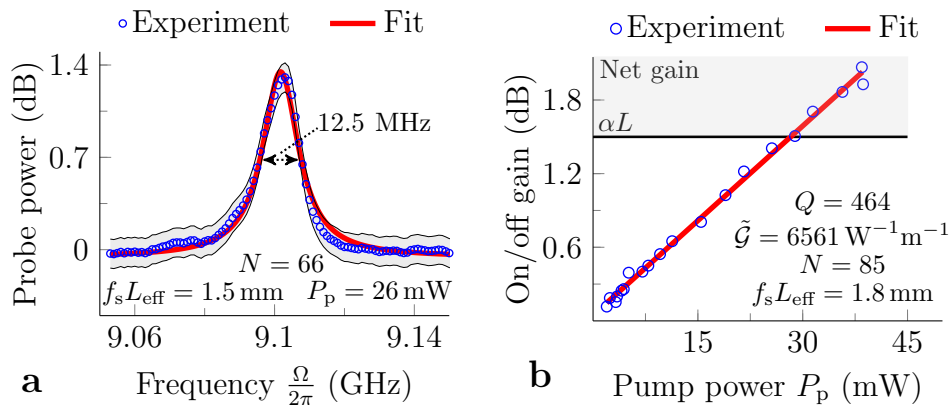 Experiment Fit
Probe power (dB)
1.4
0.7
0
12.5 MHz
N = 66
f_s L_eff = 1.5 mm P_p = 26 mW
9.06 9.1 9.14
a Frequency Ω/2π (GHz)
Experiment Fit
On/off gain (dB)
Net gain
1.8
αL
1.2
0.6
Q = 464
𝒢̃ = 6561 W⁻¹m⁻¹
N = 85
f_s L_eff = 1.8 mm
15 30 45
b Pump power P_p (mW)